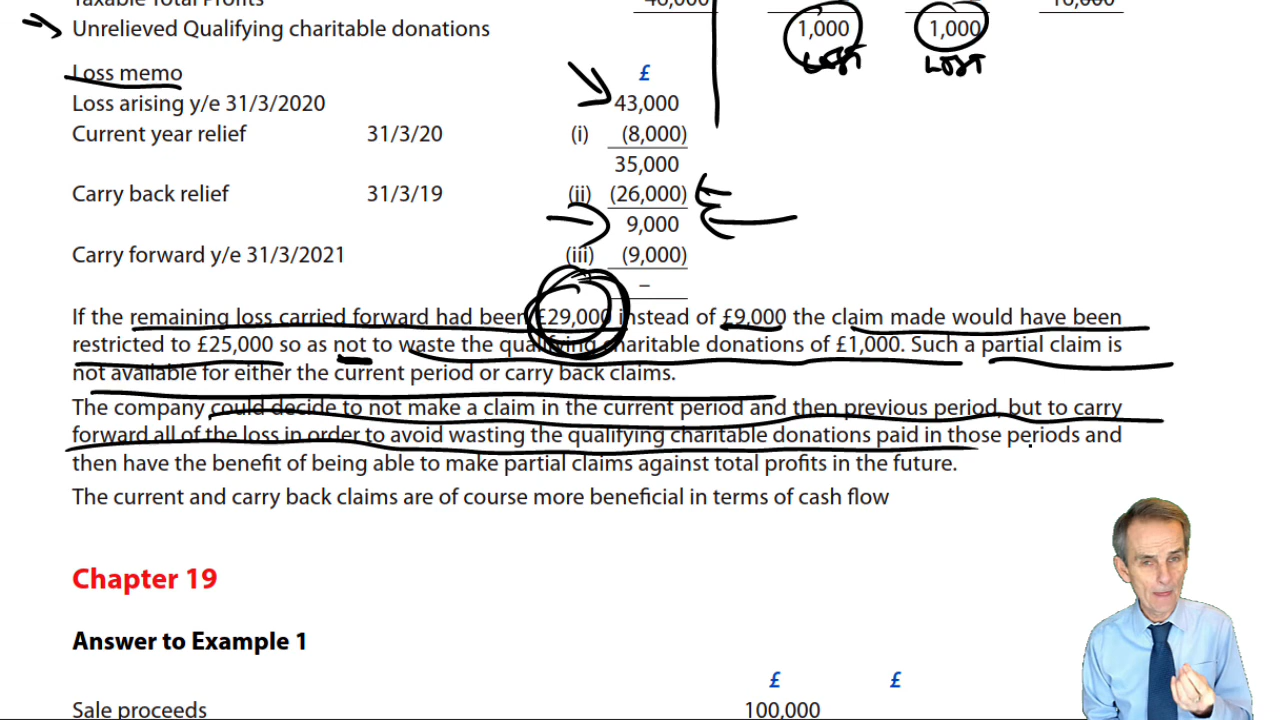 Taxable Total Profits
Unrelieved Qualifying charitable donations 1,000 1,000
LOST LOST
Loss memo £
Loss arising y/e 31/3/2020 43,000
Current year relief 31/3/20 (i) (8,000)
35,000
Carry back relief 31/3/19 (ii) (26,000)
9,000
Carry forward y/e 31/3/2021 (iii) (9,000)
–
If the remaining loss carried forward had been £29,000 instead of £9,000 the claim made would have been
restricted to £25,000 so as not to waste the qualifying charitable donations of £1,000. Such a partial claim is
not available for either the current period or carry back claims.
The company could decide to not make a claim in the current period and then previous period, but to carry
forward all of the loss in order to avoid wasting the qualifying charitable donations paid in those periods and
then have the benefit of being able to make partial claims against total profits in the future.
The current and carry back claims are of course more beneficial in terms of cash flow
Chapter 19
Answer to Example 1
£ £
Sale proceeds 100,000